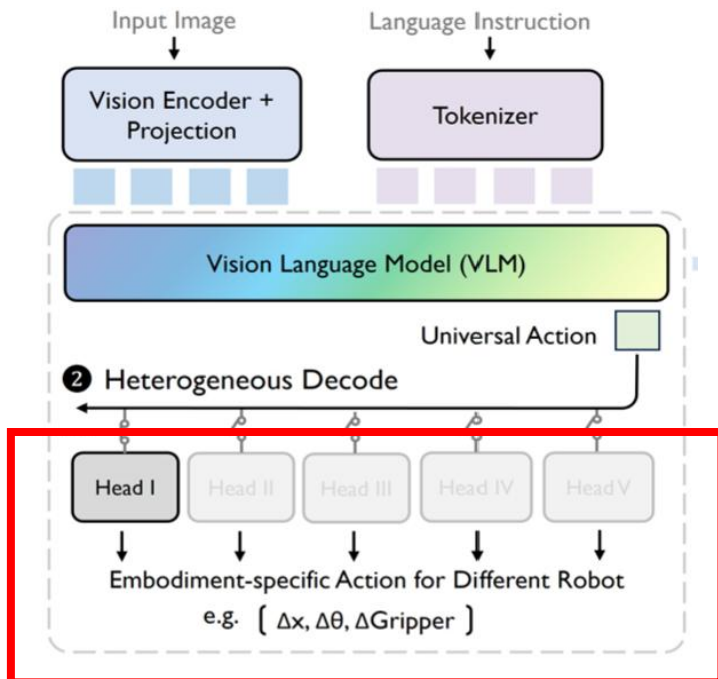 Input Image
Language Instruction
Vision Encoder +
Projection
Tokenizer
Vision Language Model (VLM)
Universal Action
2 Heterogeneous Decode
Head I
Head II
Head III
Head IV
Head V
Embodiment-specific Action for Different Robot
e.g. [ Δx, Δθ, ΔGripper ]